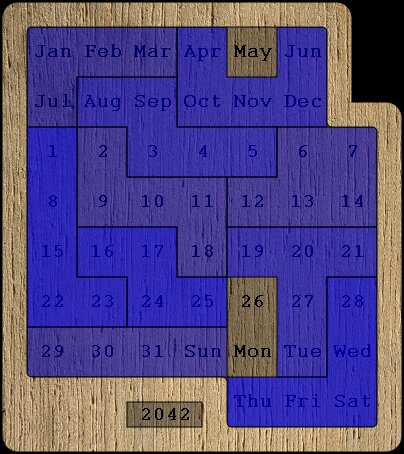 Jan Feb Mar Apr May Jun
Jul Aug Sep Oct Nov Dec
1 2 3 4 5 6 7
8 9 10 11 12 13 14
15 16 17 18 19 20 21
22 23 24 25 26 27 28
29 30 31 Sun Mon Tue Wed
Thu Fri Sat
2042